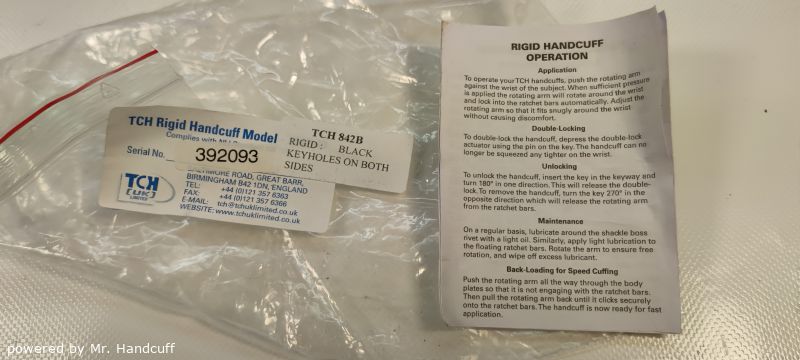 TCH Rigid Handcuff Model
Complies with
Serial No.
392093
MORE ROAD, GREAT BARR,
BIRMINGHAM B42 1DN, ENGLAND
TEL: +44 (0)121 357 6363
FAX: +44 (0)121 357 6366
E-MAIL: tch@tchuklimited.co.uk
WEBSITE: www.tchuklimited.co.uk
TCH
[UK]
LIMITED
TCH 842B
RIGID : BLACK
KEYHOLES ON BOTH
SIDES
RIGID HANDCUFF
OPERATION
Application
To operate yourTCH handcuffs, push the rotating arm
against the wrist of the subject. When sufficient pressure
is applied the rotating arm will rotate around the wrist
and lock into the ratchet bars automatically. Adjust the
rotating arm so that it fits snugly around the wrist
without causing discomfort.
Double-Locking
To double-lock the handcuff, depress the double-lock
actuator using the pin on the key. The handcuff can no
longer be squeezed any tighter on the wrist.
Unlocking
To unlock the handcuff, insert the key in the keyway and
turn 180° in one direction. This will release the double-
lock. To remove the handcuff, turn the key 270° in the
opposite direction which will release the rotating arm
from the ratchet bars.
Maintenance
On a regular basis, lubricate around the shackle boss
rivet with a light oil. Similarly, apply light lubrication to
the floating ratchet bars. Rotate the arm to ensure free
rotation, and wipe off excess lubricant.
Back-Loading for Speed Cuffing
Push the rotating arm all the way through the body
plates so that it is not engaging with the ratchet bars.
Then pull the rotating arm back until it clicks securely
onto the ratchet bars. The handcuff is now ready for fast
application.
powered by Mr. Handcuff